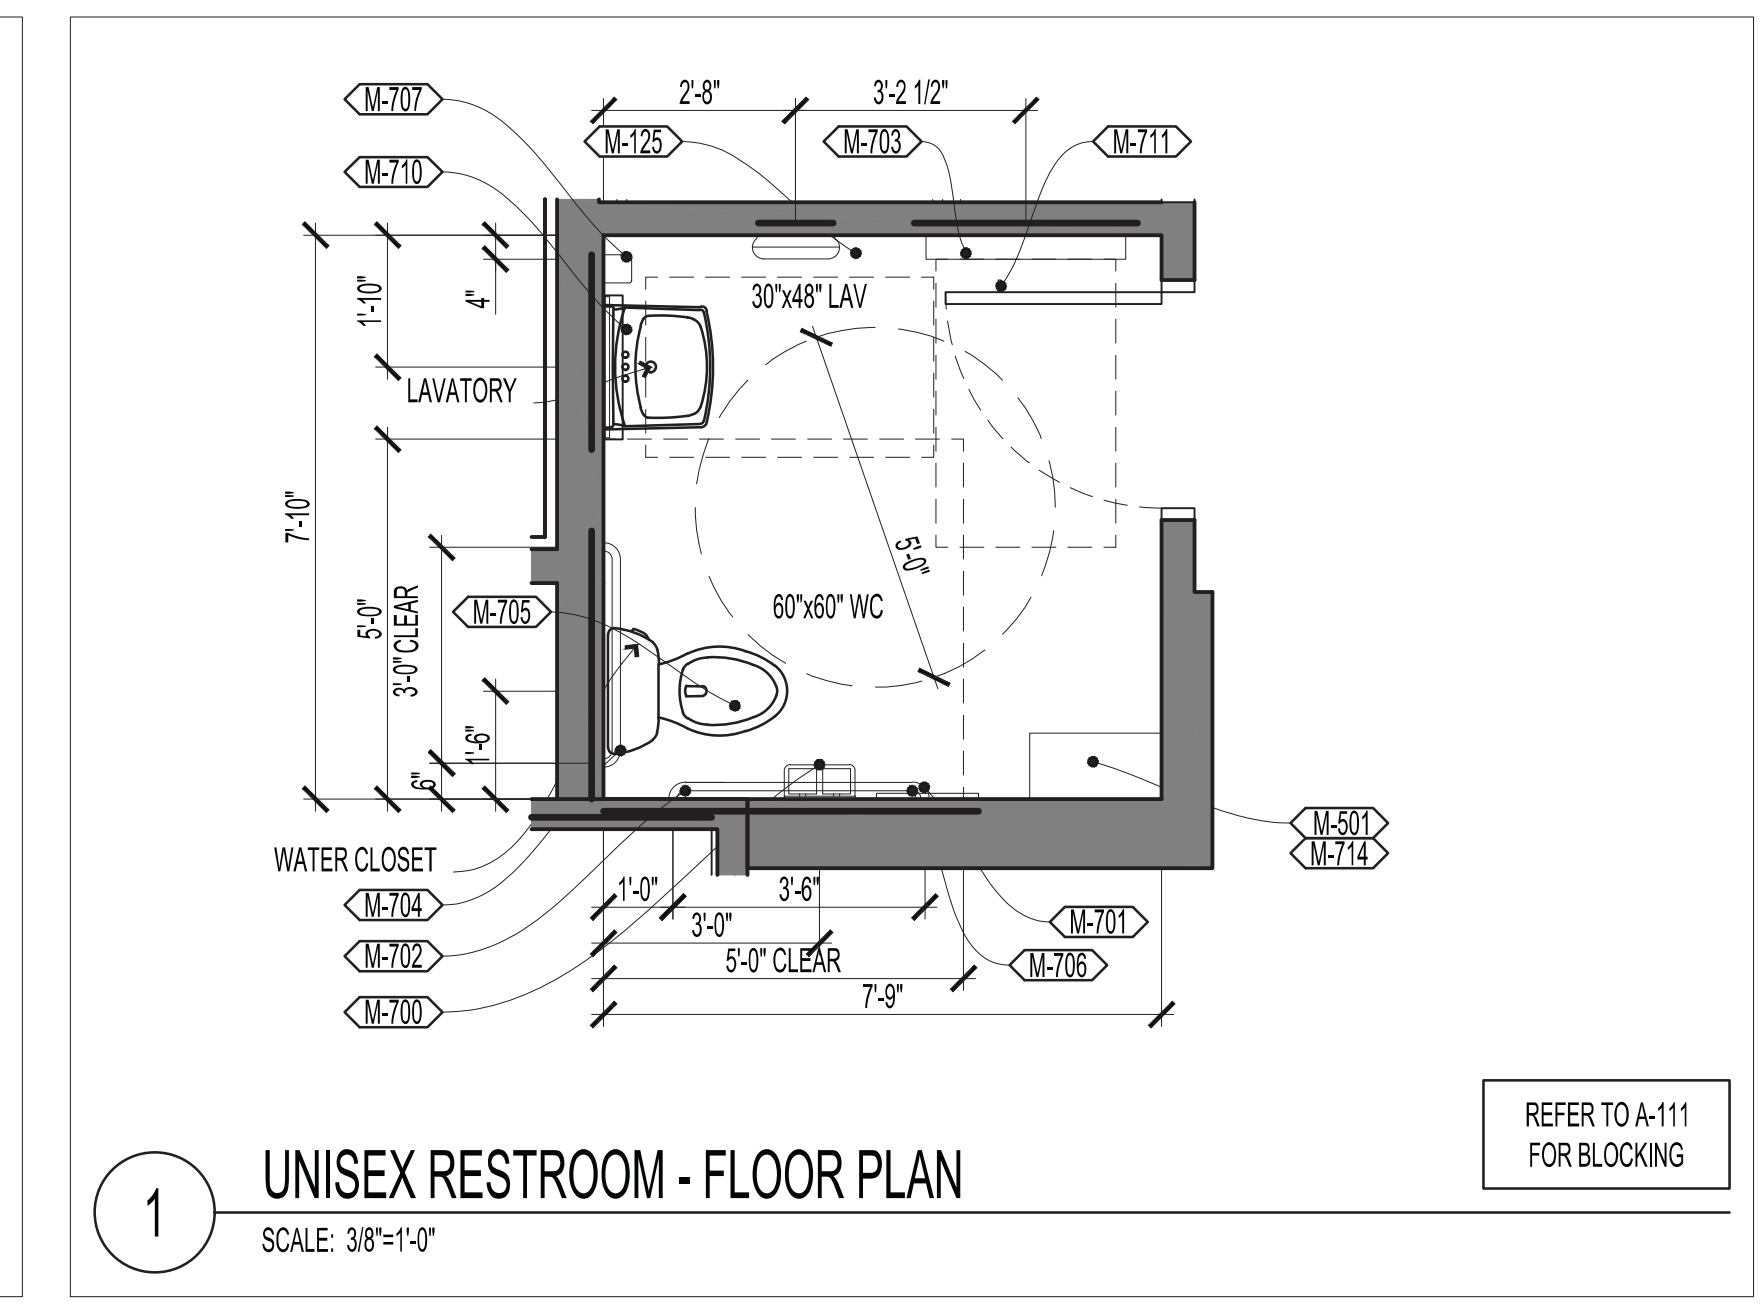 2'-8"
3'-2 1/2"
M-707
M-125
M-703
M-711
M-710
1'-10"
4"
30"x48" LAV
LAVATORY
7'-10"
5'-0"
5'-0"
3'-0" CLEAR
M-705
60"x60" WC
1'-6"
6"
M-501
M-714
WATER CLOSET
M-704
1'-0"
3'-6"
3'-0"
M-701
M-702
5'-0" CLEAR
M-706
7'-9"
M-700
REFER TO A-111
FOR BLOCKING
1
UNISEX RESTROOM - FLOOR PLAN
SCALE: 3/8"=1'-0"